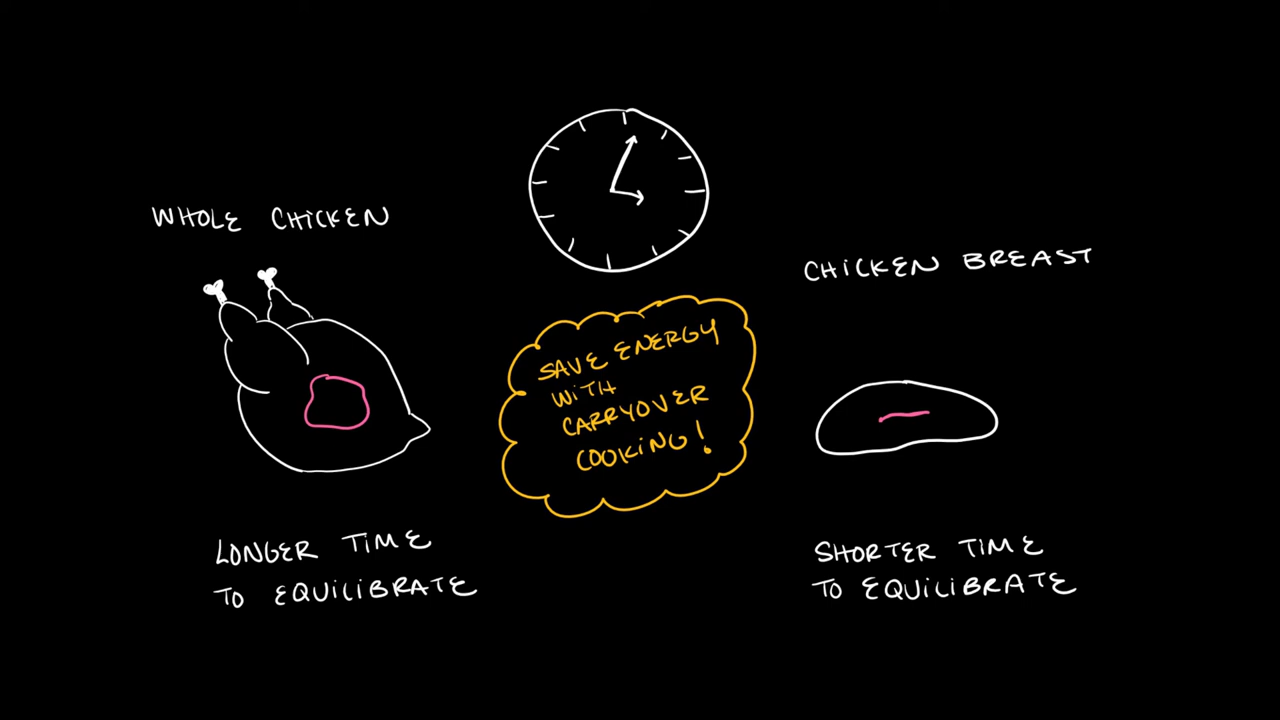 WHOLE CHICKEN
CHICKEN BREAST
SAVE ENERGY
WITH
CARRYOVER
COOKING!
LONGER TIME
TO EQUILIBRATE
SHORTER TIME
TO EQUILIBRATE